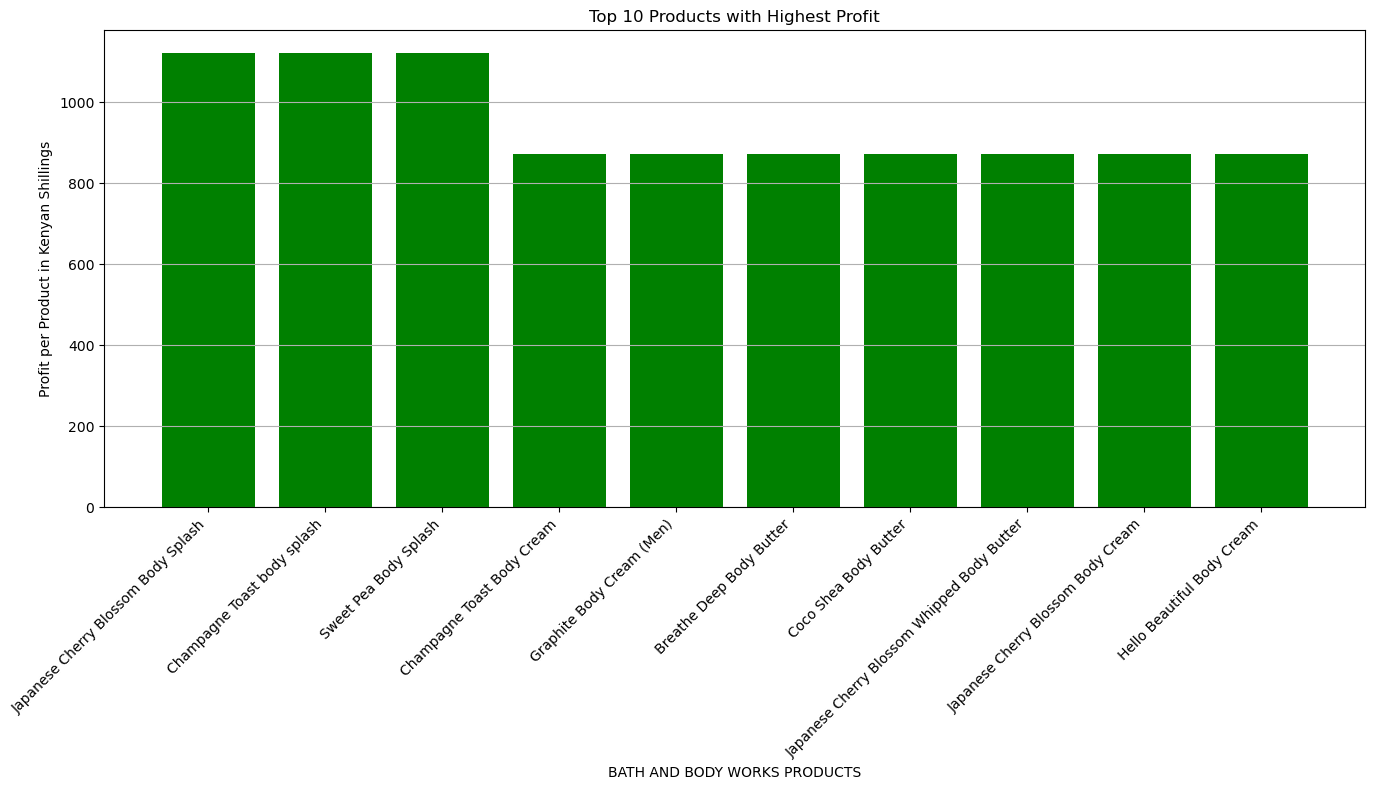 Top 10 Products with Highest Profit
Profit per Product in Kenyan Shillings
1000
800
600
400
200
0
Japanese Cherry Blossom Body Splash
Champagne Toast body splash
Sweet Pea Body Splash
Champagne Toast Body Cream
Graphite Body Cream (Men)
Breathe Deep Body Butter
Coco Shea Body Butter
Japanese Cherry Blossom Whipped Body Butter
Japanese Cherry Blossom Body Cream
Hello Beautiful Body Cream
BATH AND BODY WORKS PRODUCTS